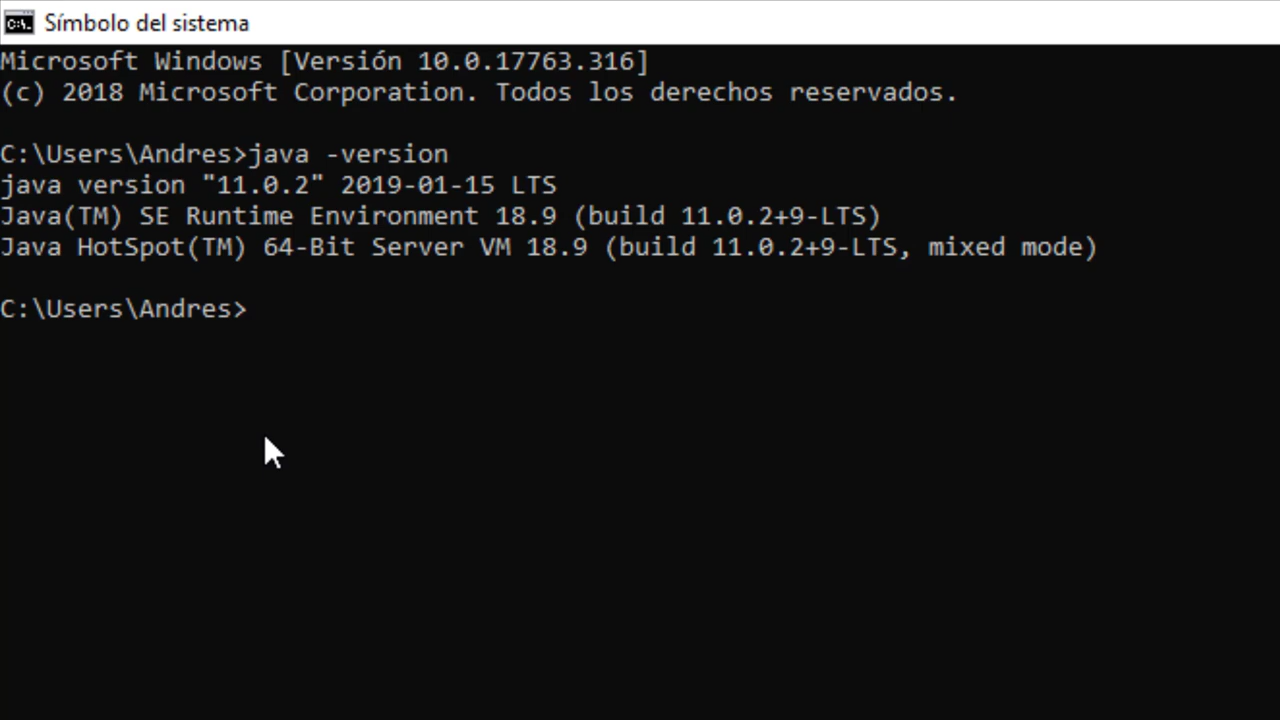 Símbolo del sistema
Microsoft Windows [Versión 10.0.17763.316]
(c) 2018 Microsoft Corporation. Todos los derechos reservados.
C:\Users\Andres>java -version
java version "11.0.2" 2019-01-15 LTS
Java(TM) SE Runtime Environment 18.9 (build 11.0.2+9-LTS)
Java HotSpot(TM) 64-Bit Server VM 18.9 (build 11.0.2+9-LTS, mixed mode)
C:\Users\Andres>